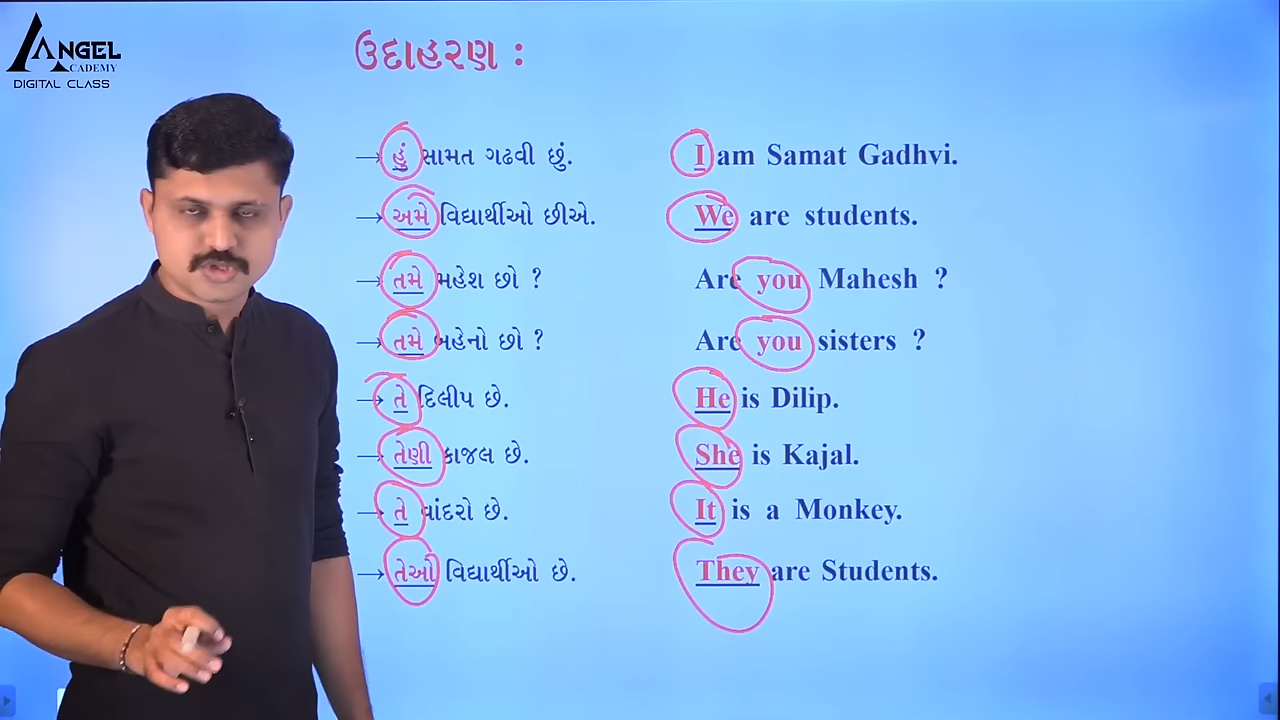 ANGEL
ACADEMY
DIGITAL CLASS
ઉદાહરણ :
→ હું સામત ગઢવી છું. I am Samat Gadhvi.
→ અમે વિદ્યાર્થીઓ છીએ. We are students.
→ તમે મહેશ છો ? Are you Mahesh ?
→ તમે બહેનો છો ? Are you sisters ?
→ તે દિલીપ છે. He is Dilip.
→ તેણી કાજલ છે. She is Kajal.
→ તે વાંદરો છે. It is a Monkey.
→ તેઓ વિદ્યાર્થીઓ છે. They are Students.